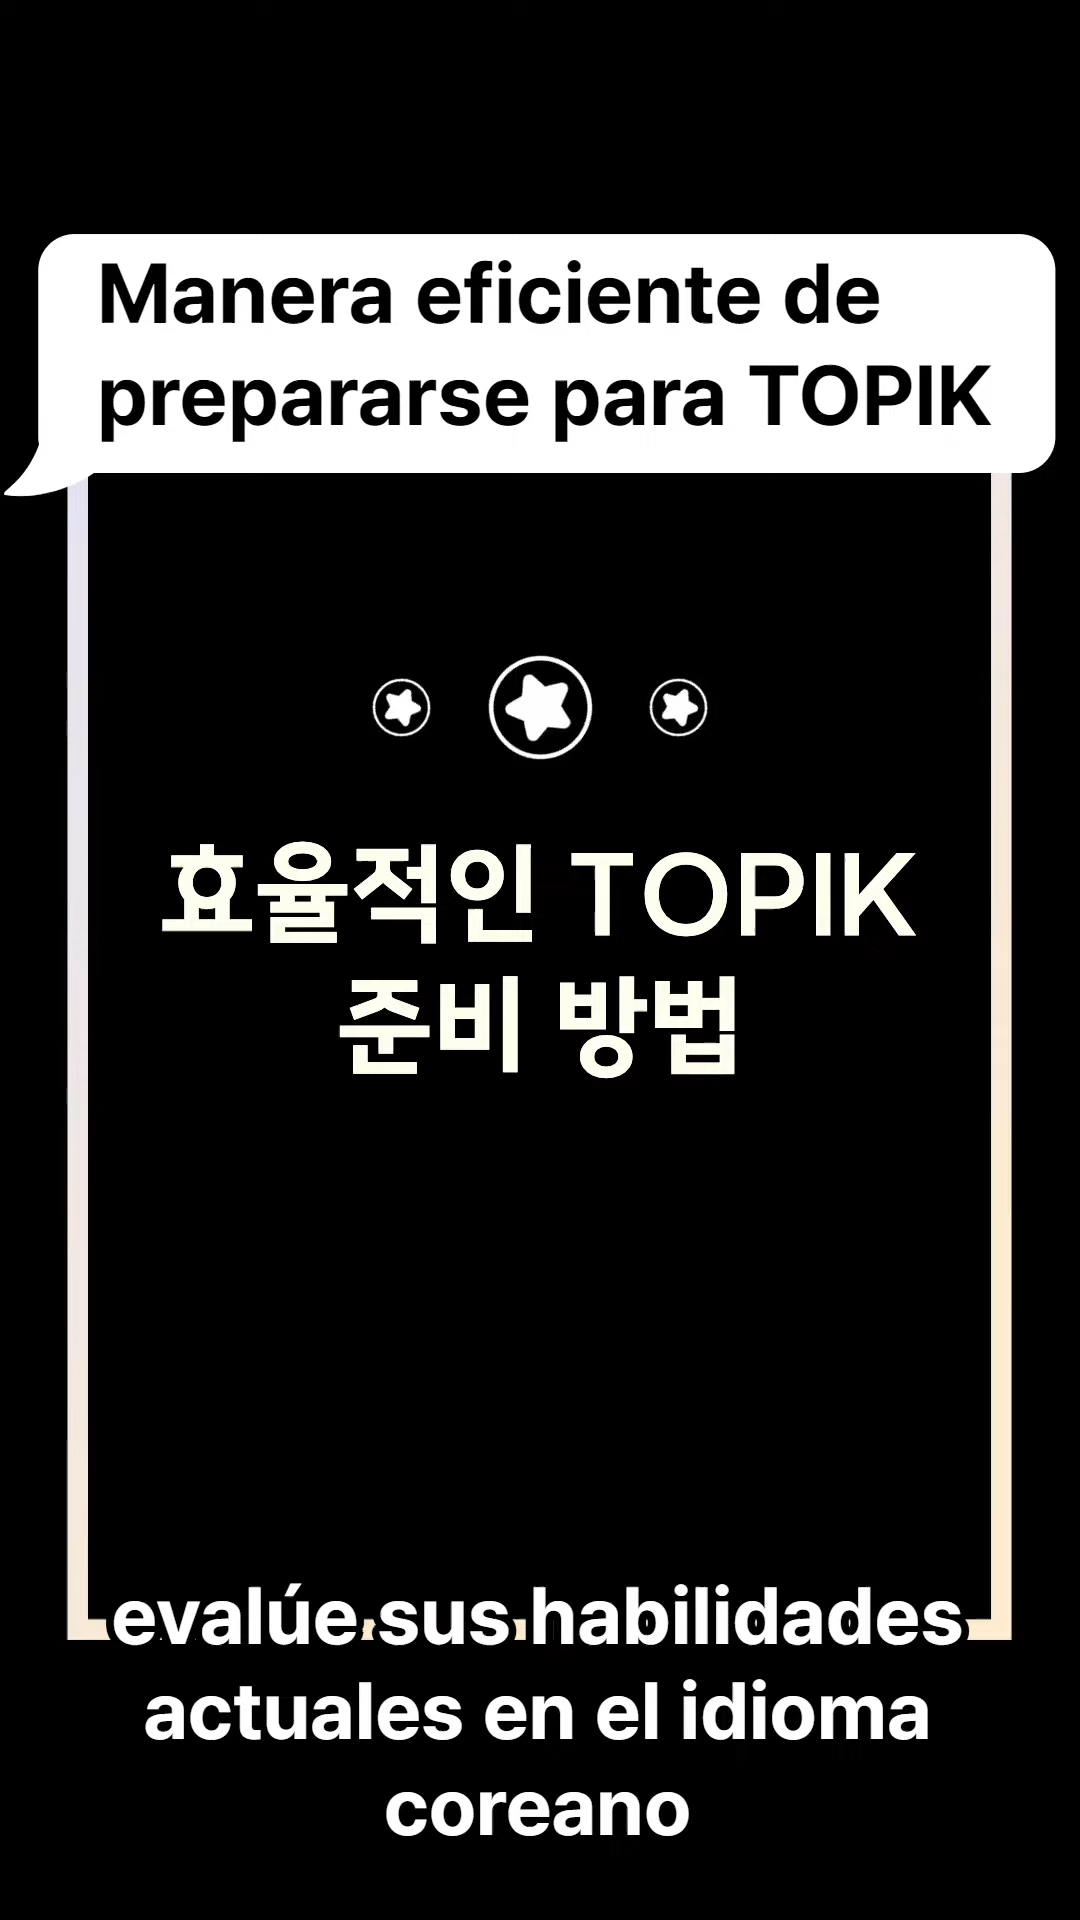 Manera eficiente de
prepararse para TOPIK
효율적인 TOPIK
준비 방법
evalúe sus habilidades
actuales en el idioma
coreano